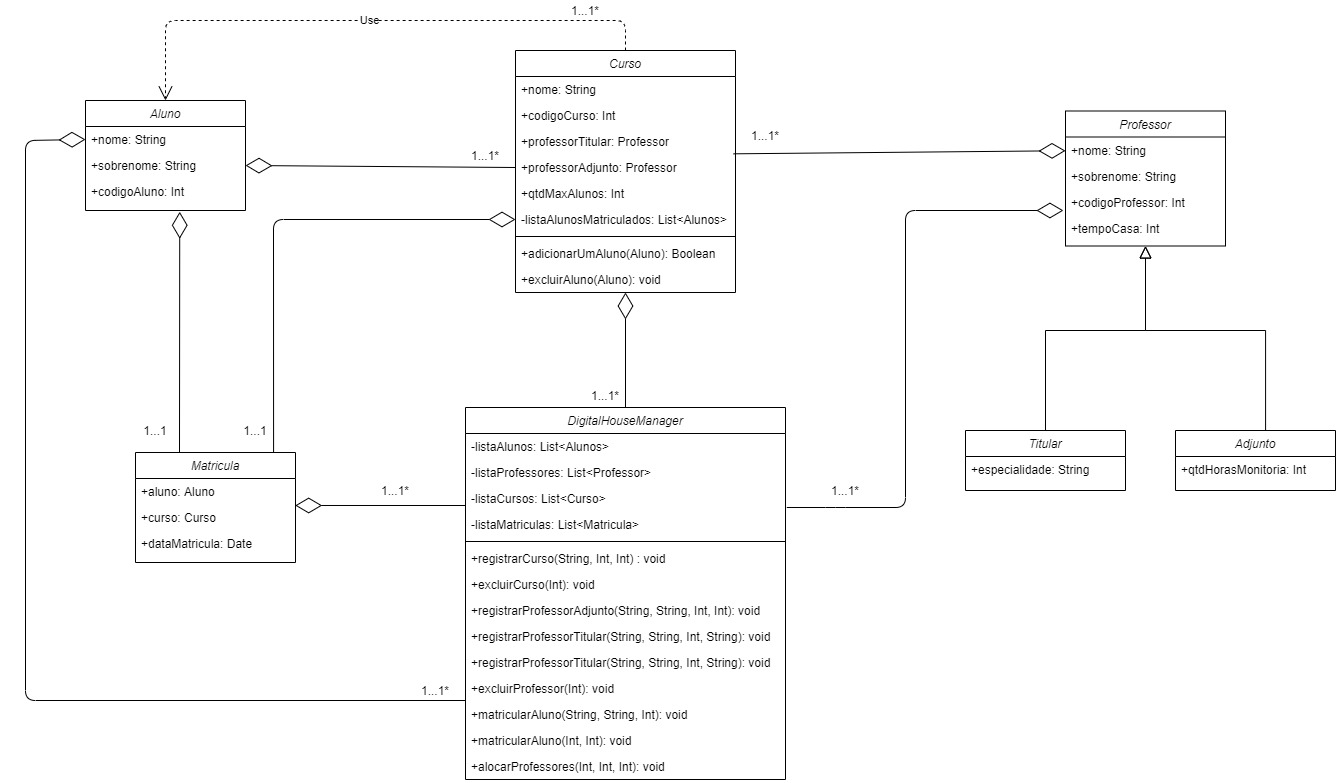 Use
1...1*
Curso
+nome: String
+codigoCurso: Int
+professorTitular: Professor
+professorAdjunto: Professor
+qtdMaxAlunos: Int
-listaAlunosMatriculados: List<Alunos>
+adicionarUmAluno(Aluno): Boolean
+excluirAluno(Aluno): void
Aluno
+nome: String
+sobrenome: String
+codigoAluno: Int
1...1*
1...1*
Professor
+nome: String
+sobrenome: String
+codigoProfessor: Int
+tempoCasa: Int
1...1
1...1
1...1*
Matricula
+aluno: Aluno
+curso: Curso
+dataMatricula: Date
1...1*
DigitalHouseManager
-listaAlunos: List<Alunos>
-listaProfessores: List<Professor>
-listaCursos: List<Curso>
-listaMatriculas: List<Matricula>
+registrarCurso(String, Int, Int) : void
+excluirCurso(Int): void
+registrarProfessorAdjunto(String, String, Int, Int): void
+registrarProfessorTitular(String, String, Int, String): void
+registrarProfessorTitular(String, String, Int, String): void
+excluirProfessor(Int): void
+matricularAluno(String, String, Int): void
+matricularAluno(Int, Int): void
+alocarProfessores(Int, Int, Int): void
1...1*
1...1*
Titular
+especialidade: String
Adjunto
+qtdHorasMonitoria: Int